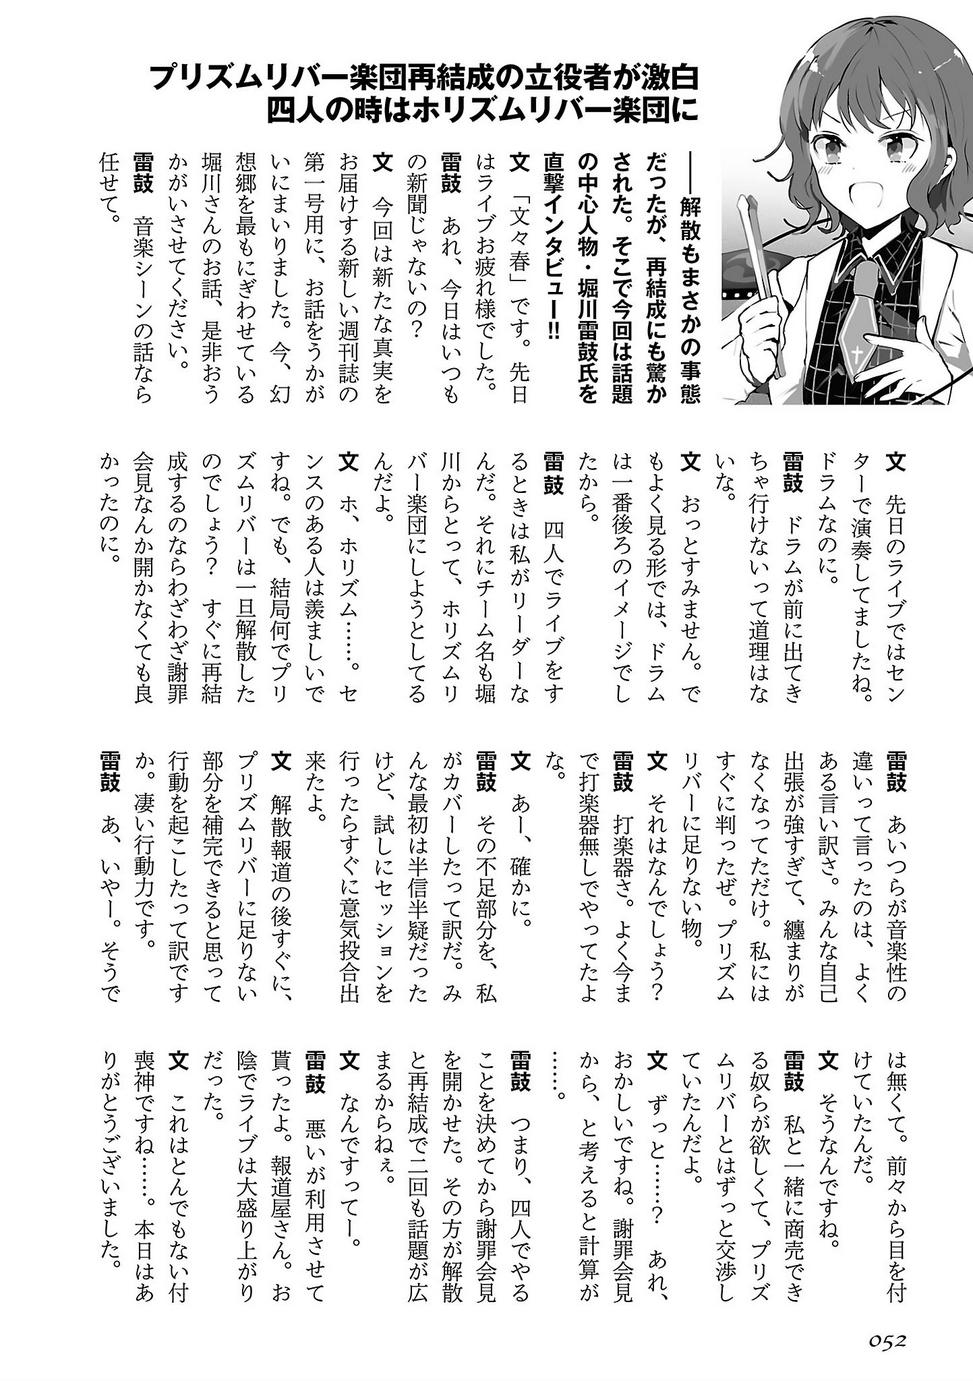 プリズムリバー楽団再結成の立役者が激白
四人の時はホリズムリバー楽団に
――解散もまさかの事態
だったが、再結成にも驚か
された。そこで今回は話題
の中心人物・堀川雷鼓氏を
直撃インタビュー!!
文　「文々春」です。先日
はライブお疲れ様でした。
雷鼓　あれ、今日はいつも
の新聞じゃないの？
文　今回は新たな真実を
お届けする新しい週刊誌の
第一号用に、お話をうかが
いにまいりました。今、幻
想郷を最もにぎわせている
堀川さんのお話、是非おう
かがいさせてください。
雷鼓　音楽シーンの話なら
任せて。
文　先日のライブではセン
ターで演奏してましたね。
ドラムなのに。
雷鼓　ドラムが前に出てき
ちゃ行けないって道理はな
いな。
文　おっとすみません。で
もよく見る形では、ドラム
は一番後ろのイメージでし
たから。
雷鼓　四人でライブをす
るときは私がリーダーな
んだ。それにチーム名も堀
川からとって、ホリズムリ
バー楽団にしようとしてる
んだよ。
文　ホ、ホリズム……。セ
ンスのある人は羨ましいで
すね。でも、結局何でプリ
ズムリバーは一旦解散した
のでしょう？　すぐに再結
成するのならわざわざ謝罪
会見なんか開かなくても良
かったのに。
雷鼓　あいつらが音楽性の
違いって言ったのは、よく
ある言い訳さ。みんな自己
出張が強すぎて、纏まりが
なくなってただけ。私には
すぐに判ったぜ。プリズム
リバーに足りない物。
文　それはなんでしょう？
雷鼓　打楽器さ。よく今ま
で打楽器無しでやってたよ
な。
文　あー、確かに。
雷鼓　その不足部分を、私
がカバーしたって訳だ。み
んな最初は半信半疑だった
けど、試しにセッションを
行ったらすぐに意気投合出
来たよ。
文　解散報道の後すぐに、
プリズムリバーに足りない
部分を補完できると思って
行動を起こしたって訳です
か。凄い行動力です。
雷鼓　あ、いやー。そうで
は無くて。前々から目を付
けていたんだ。
文　そうなんですね。
雷鼓　私と一緒に商売でき
る奴らが欲しくて、プリズ
ムリバーとはずっと交渉し
ていたんだよ。
文　ずっと……？　あれ、
おかしいですね。謝罪会見
から、と考えると計算が
……。
雷鼓　つまり、四人でやる
ことを決めてから謝罪会見
を開かせた。その方が解散
と再結成で二回も話題が広
まるからねぇ。
文　なんですってー。
雷鼓　悪いが利用させて
貰ったよ。報道屋さん。お
陰でライブは大盛り上がり
だった。
文　これはとんでもない付
喪神ですね……。本日はあ
りがとうございました。
052